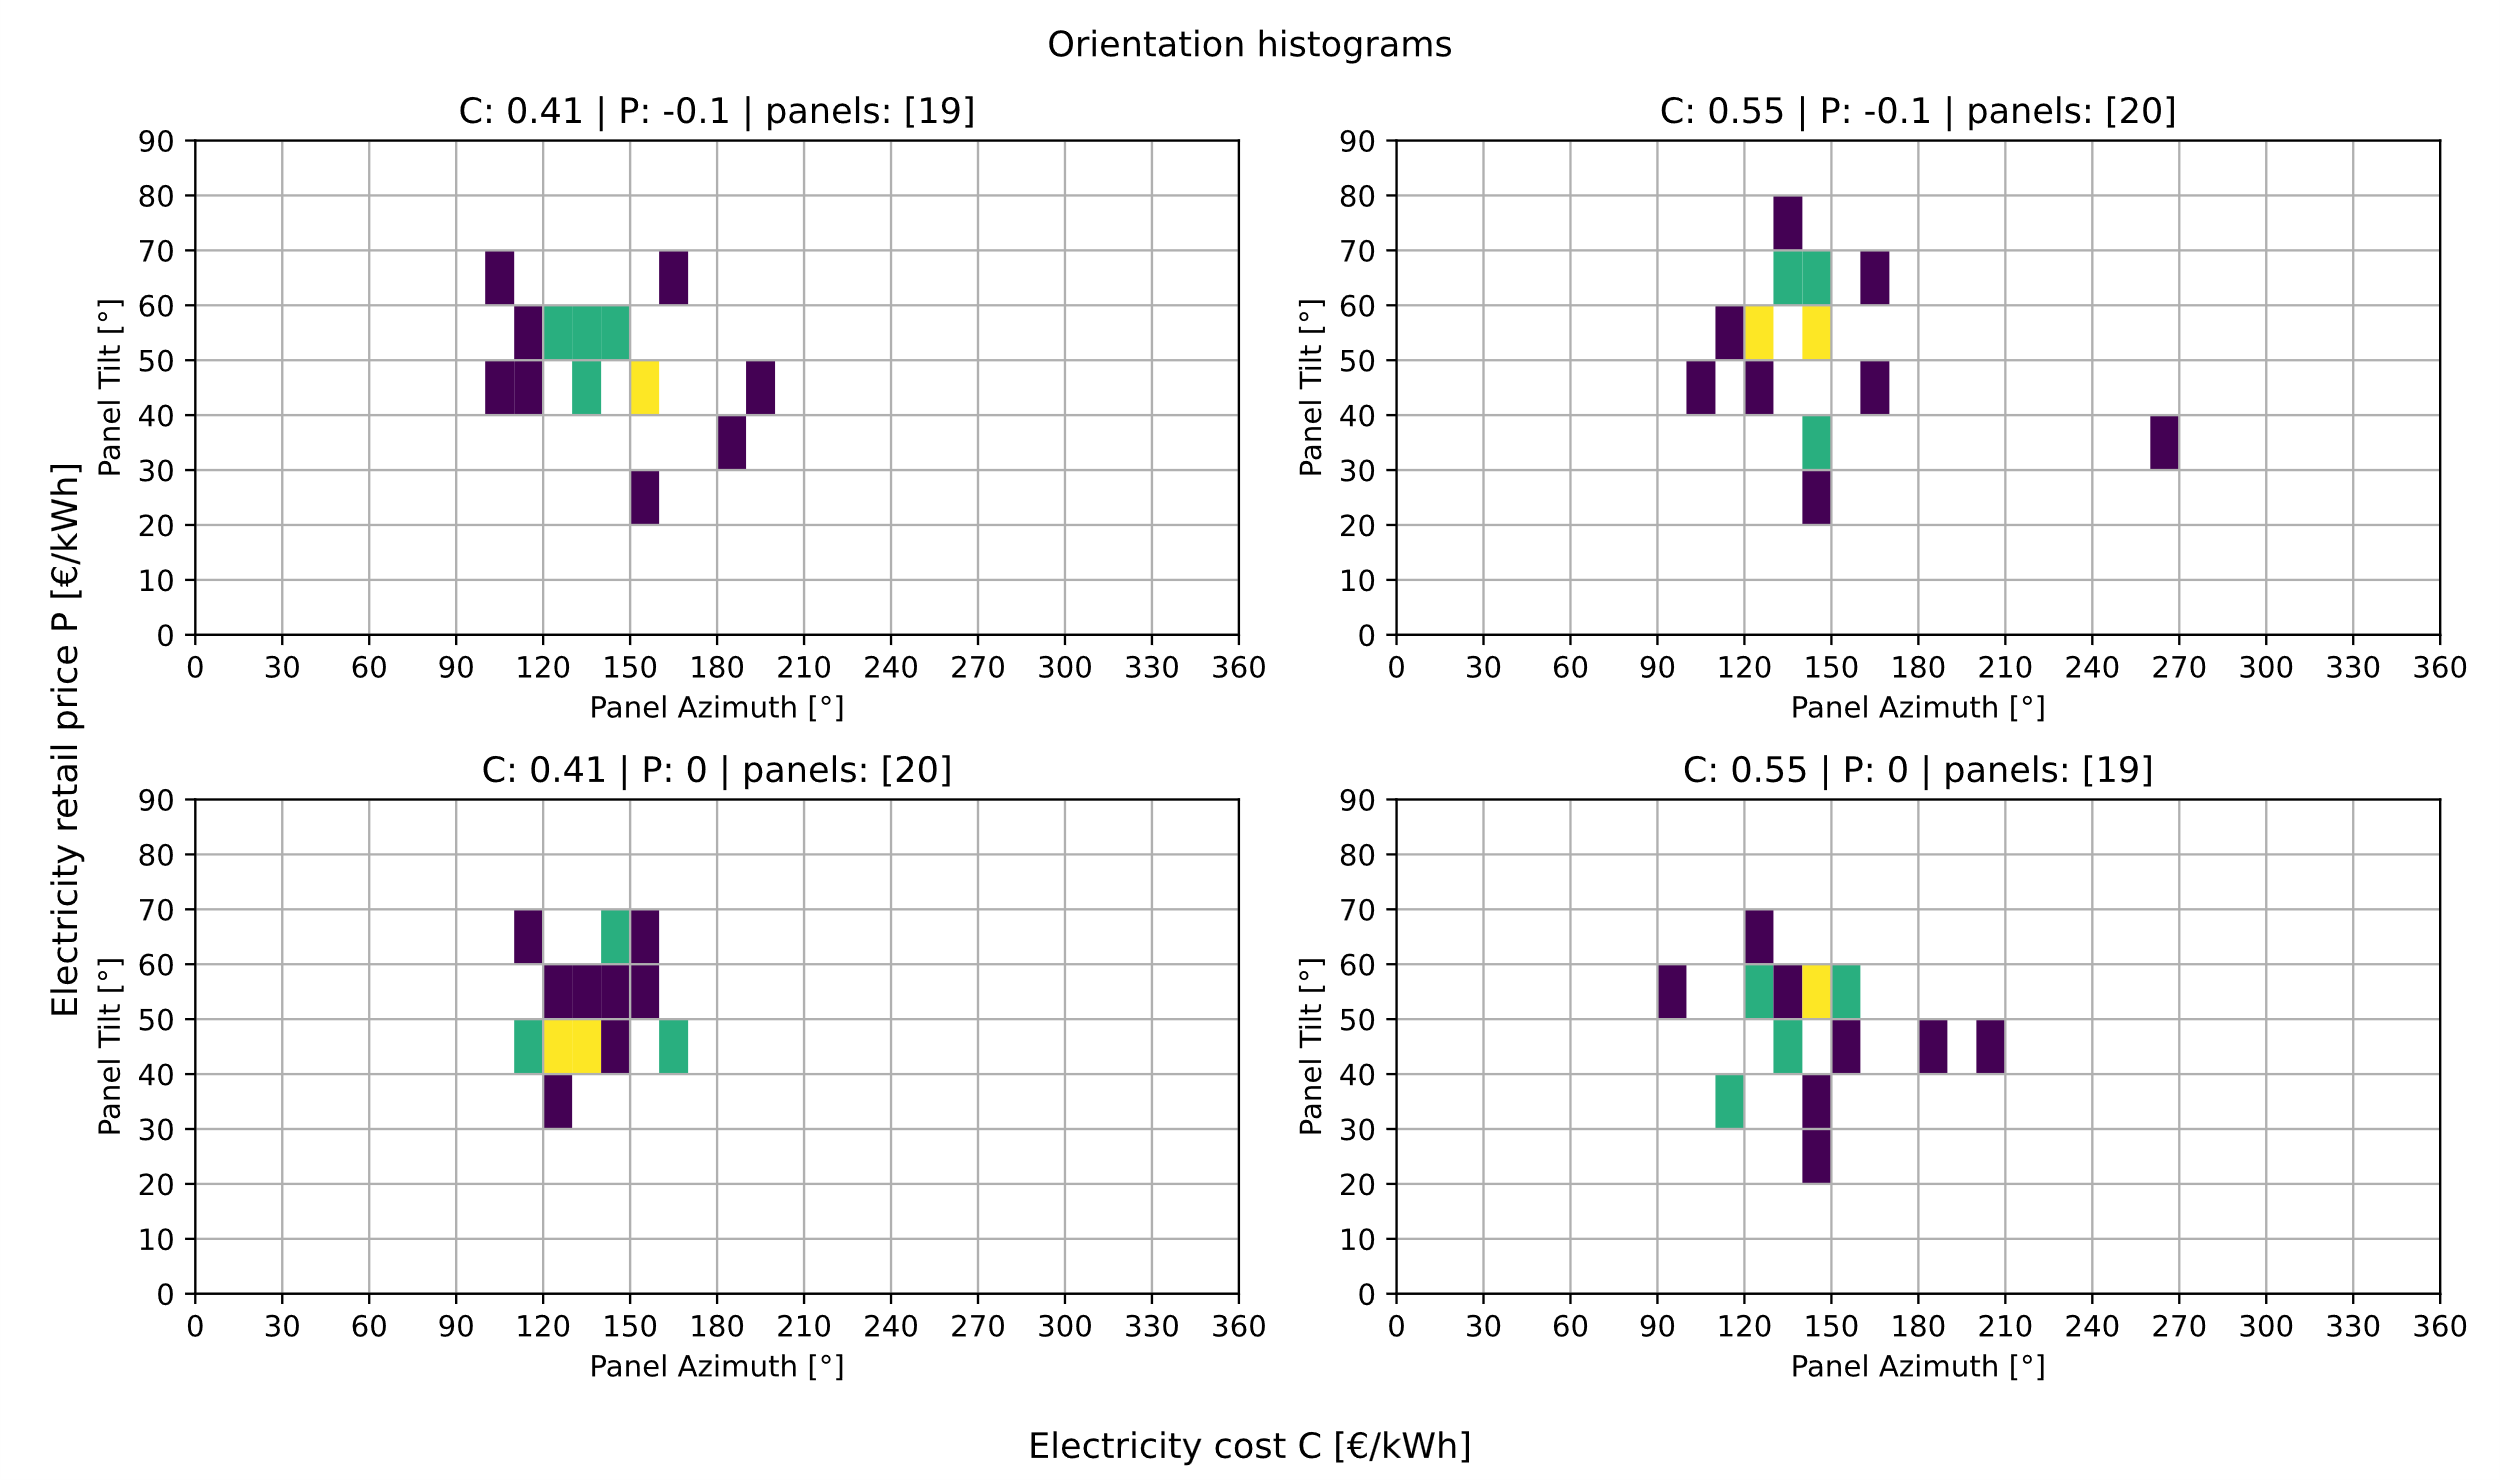 Orientation histograms
C: 0.41 | P: -0.1 | panels: [19]
90
80
70
60
50
40
30
20
10
0
Panel Tilt [°]
0 30 60 90 120 150 180 210 240 270 300 330 360
Panel Azimuth [°]
C: 0.55 | P: -0.1 | panels: [20]
90
80
70
60
50
40
30
20
10
0
Panel Tilt [°]
0 30 60 90 120 150 180 210 240 270 300 330 360
Panel Azimuth [°]
Electricity retail price P [€/kWh]
C: 0.41 | P: 0 | panels: [20]
90
80
70
60
50
40
30
20
10
0
Panel Tilt [°]
0 30 60 90 120 150 180 210 240 270 300 330 360
Panel Azimuth [°]
C: 0.55 | P: 0 | panels: [19]
90
80
70
60
50
40
30
20
10
0
Panel Tilt [°]
0 30 60 90 120 150 180 210 240 270 300 330 360
Panel Azimuth [°]
Electricity cost C [€/kWh]